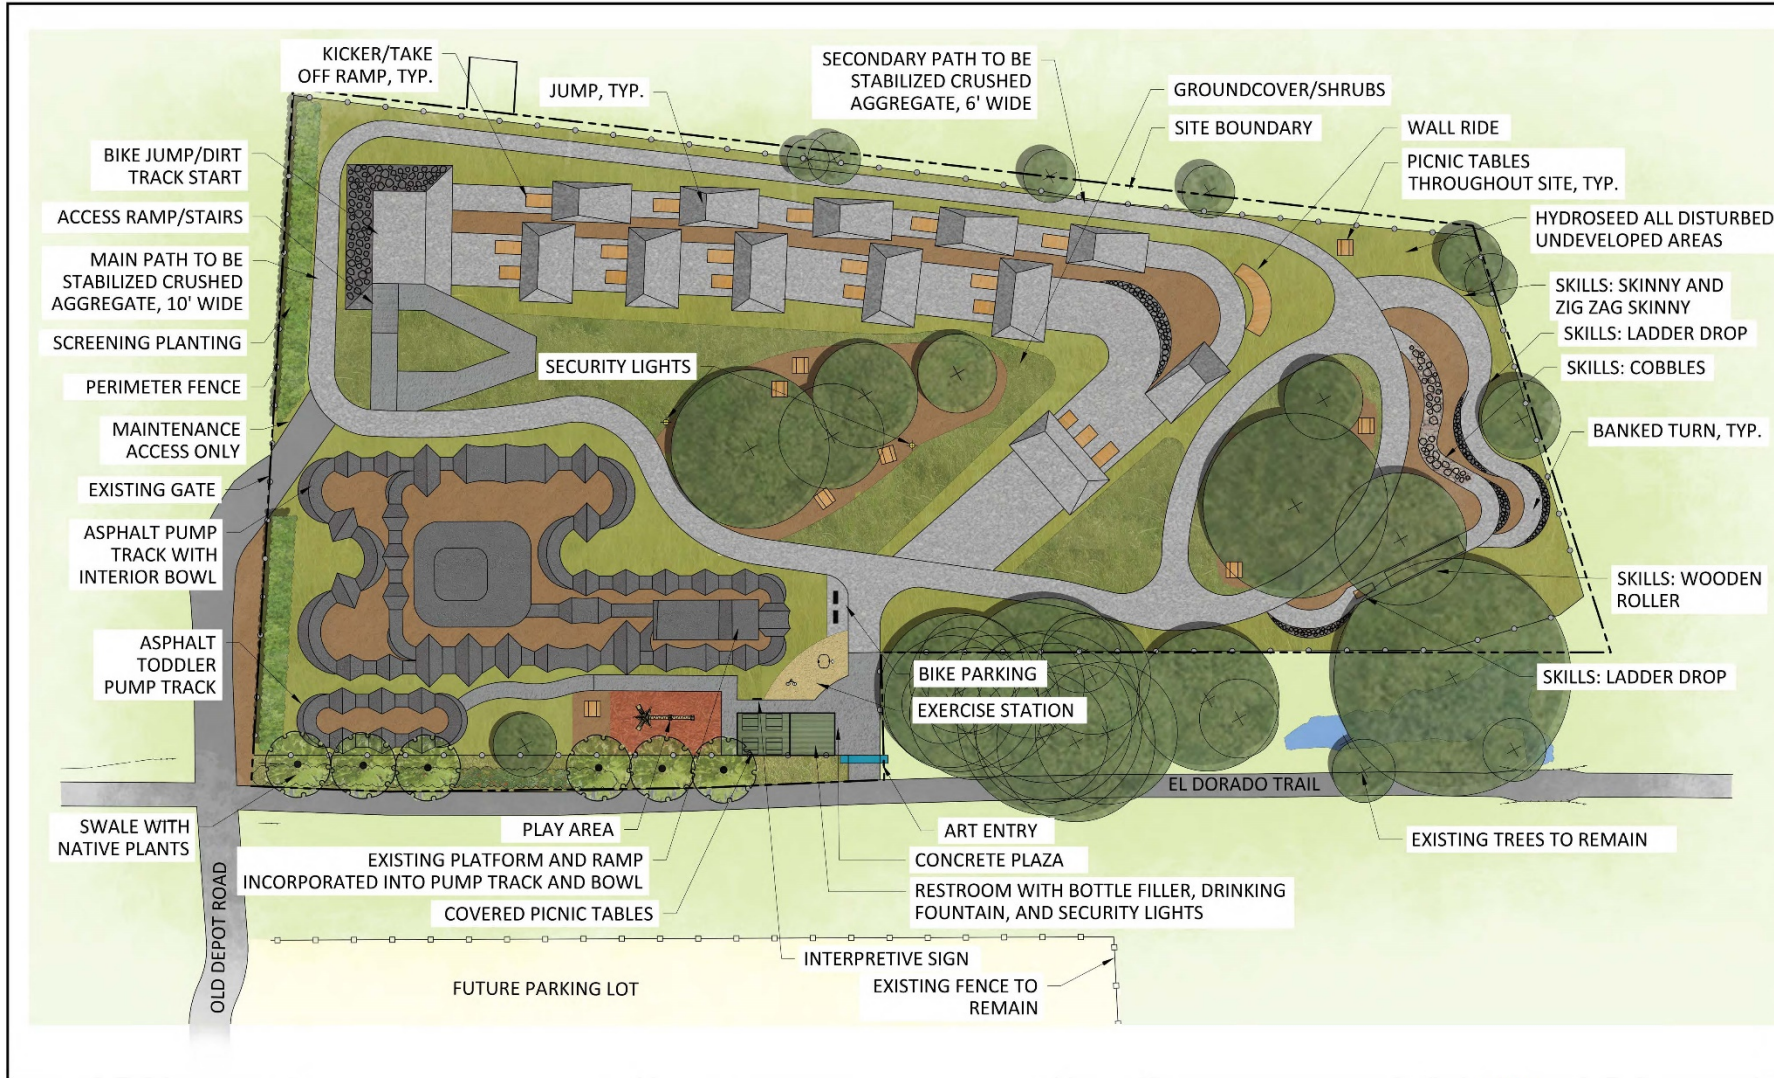 KICKER/TAKE
OFF RAMP, TYP.
JUMP, TYP.
SECONDARY PATH TO BE
STABILIZED CRUSHED
AGGREGATE, 6' WIDE
GROUNDCOVER/SHRUBS
SITE BOUNDARY
WALL RIDE
PICNIC TABLES
THROUGHOUT SITE, TYP.
HYDROSEED ALL DISTURBED
UNDEVELOPED AREAS
SKILLS: SKINNY AND
ZIG ZAG SKINNY
SKILLS: LADDER DROP
SKILLS: COBBLES
BANKED TURN, TYP.
SKILLS: WOODEN
ROLLER
SKILLS: LADDER DROP
BIKE JUMP/DIRT
TRACK START
ACCESS RAMP/STAIRS
MAIN PATH TO BE
STABILIZED CRUSHED
AGGREGATE, 10' WIDE
SCREENING PLANTING
PERIMETER FENCE
MAINTENANCE
ACCESS ONLY
EXISTING GATE
ASPHALT PUMP
TRACK WITH
INTERIOR BOWL
ASPHALT
TODDLER
PUMP TRACK
SWALE WITH
NATIVE PLANTS
SECURITY LIGHTS
BIKE PARKING
EXERCISE STATION
EL DORADO TRAIL
PLAY AREA
EXISTING PLATFORM AND RAMP
INCORPORATED INTO PUMP TRACK AND BOWL
COVERED PICNIC TABLES
ART ENTRY
CONCRETE PLAZA
RESTROOM WITH BOTTLE FILLER, DRINKING
FOUNTAIN, AND SECURITY LIGHTS
EXISTING TREES TO REMAIN
INTERPRETIVE SIGN
EXISTING FENCE TO
REMAIN
OLD DEPOT ROAD
FUTURE PARKING LOT